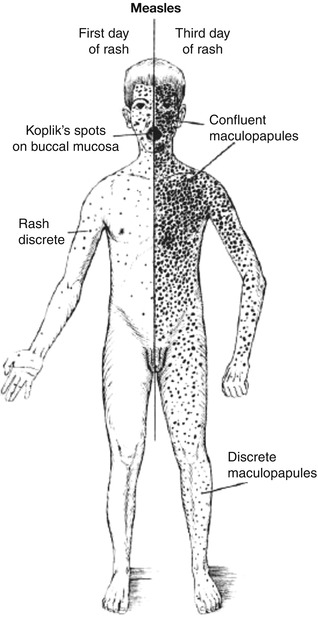 Measles
First day
of rash
Third day
of rash
Koplik's spots
on buccal mucosa
Confluent
maculopapules
Rash
discrete
Discrete
maculopapules